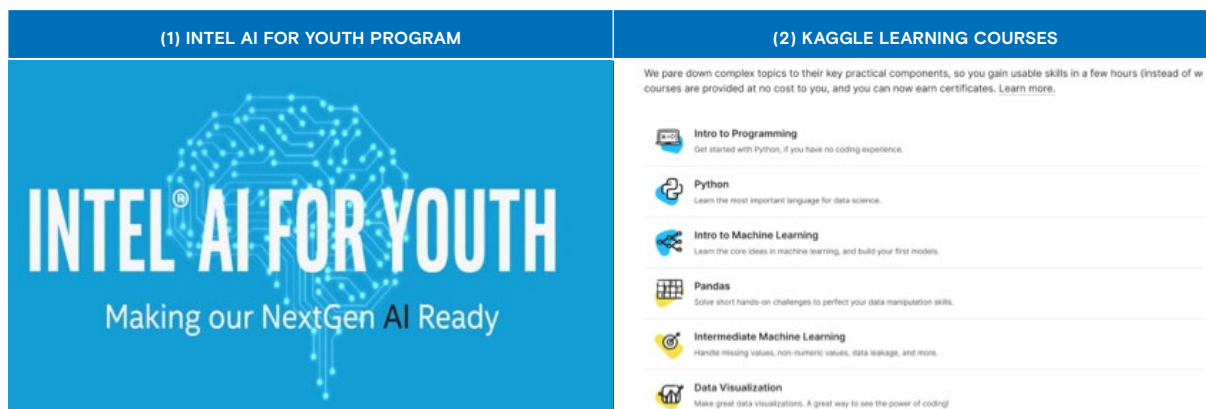 (1) INTEL AI FOR YOUTH PROGRAM
INTEL® AI FOR YOUTH
Making our NextGen AI Ready
(2) KAGGLE LEARNING COURSES
We pare down complex topics to their key practical components, so you gain usable skills in a few hours (instead of
courses are provided at no cost to you, and you can now earn certificates. Learn more.
Intro to Programming
Get started with Python, if you have no coding experience.
Python
Learn the most important language for data science.
Intro to Machine Learning
Learn the core ideas in machine learning, and build your first models.
Pandas
Solve short hands-on challenges to perfect your data manipulation skills.
Intermediate Machine Learning
Handle missing values, non-numeric values, data leakage, and more.
Data Visualization
Make great data visualizations. A great way to see the power of coding!